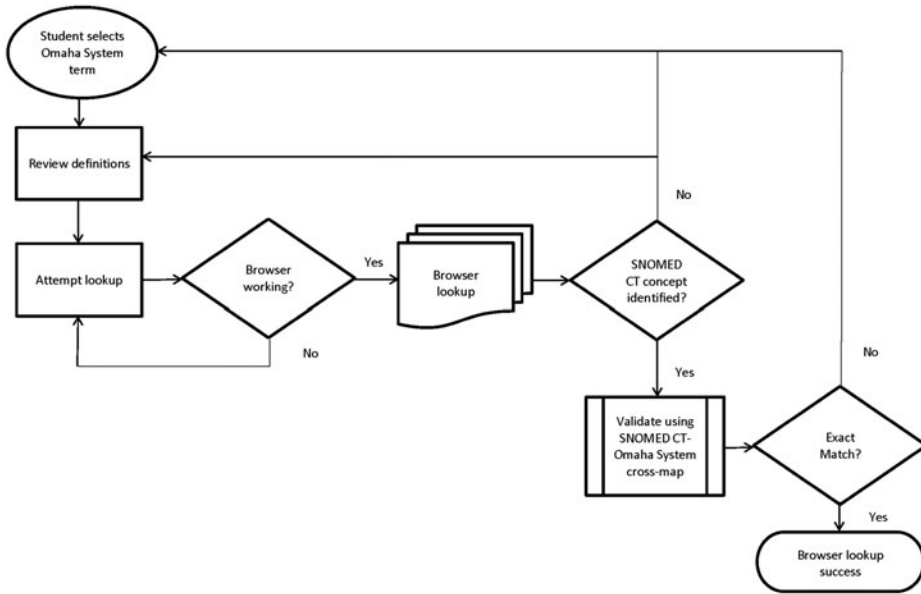 Student selects
Omaha System
term
Review definitions
No
SNOMED
CT concept
identified?
Browser
working?
Yes
Browser
lookup
Attempt lookup
No
No
Yes
Validate using
SNOMED CT-
Omaha System
cross-map
Exact
Match?
Yes
Browser lookup
success